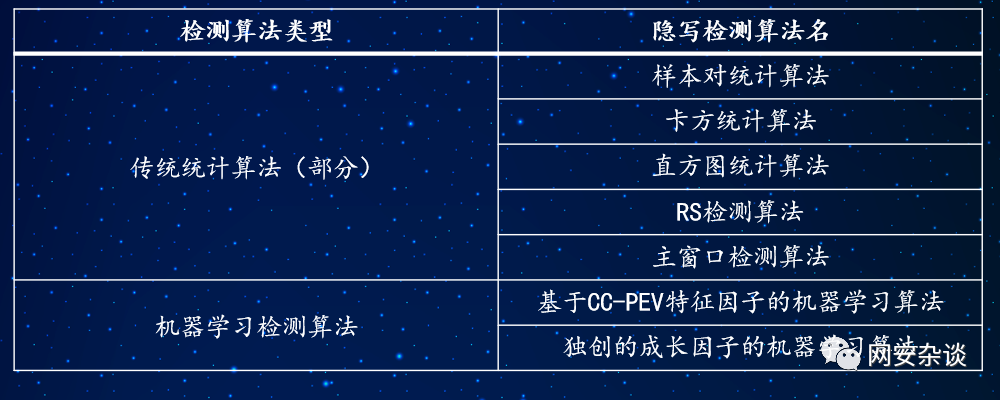 检测算法类型
隐写检测算法名
传统统计算法（部分）
样本对统计算法
卡方统计算法
直方图统计算法
RS检测算法
主窗口检测算法
机器学习检测算法
基于CC-PEV特征因子的机器学习算法
独创的成长因子的机器学习算法
网安杂谈